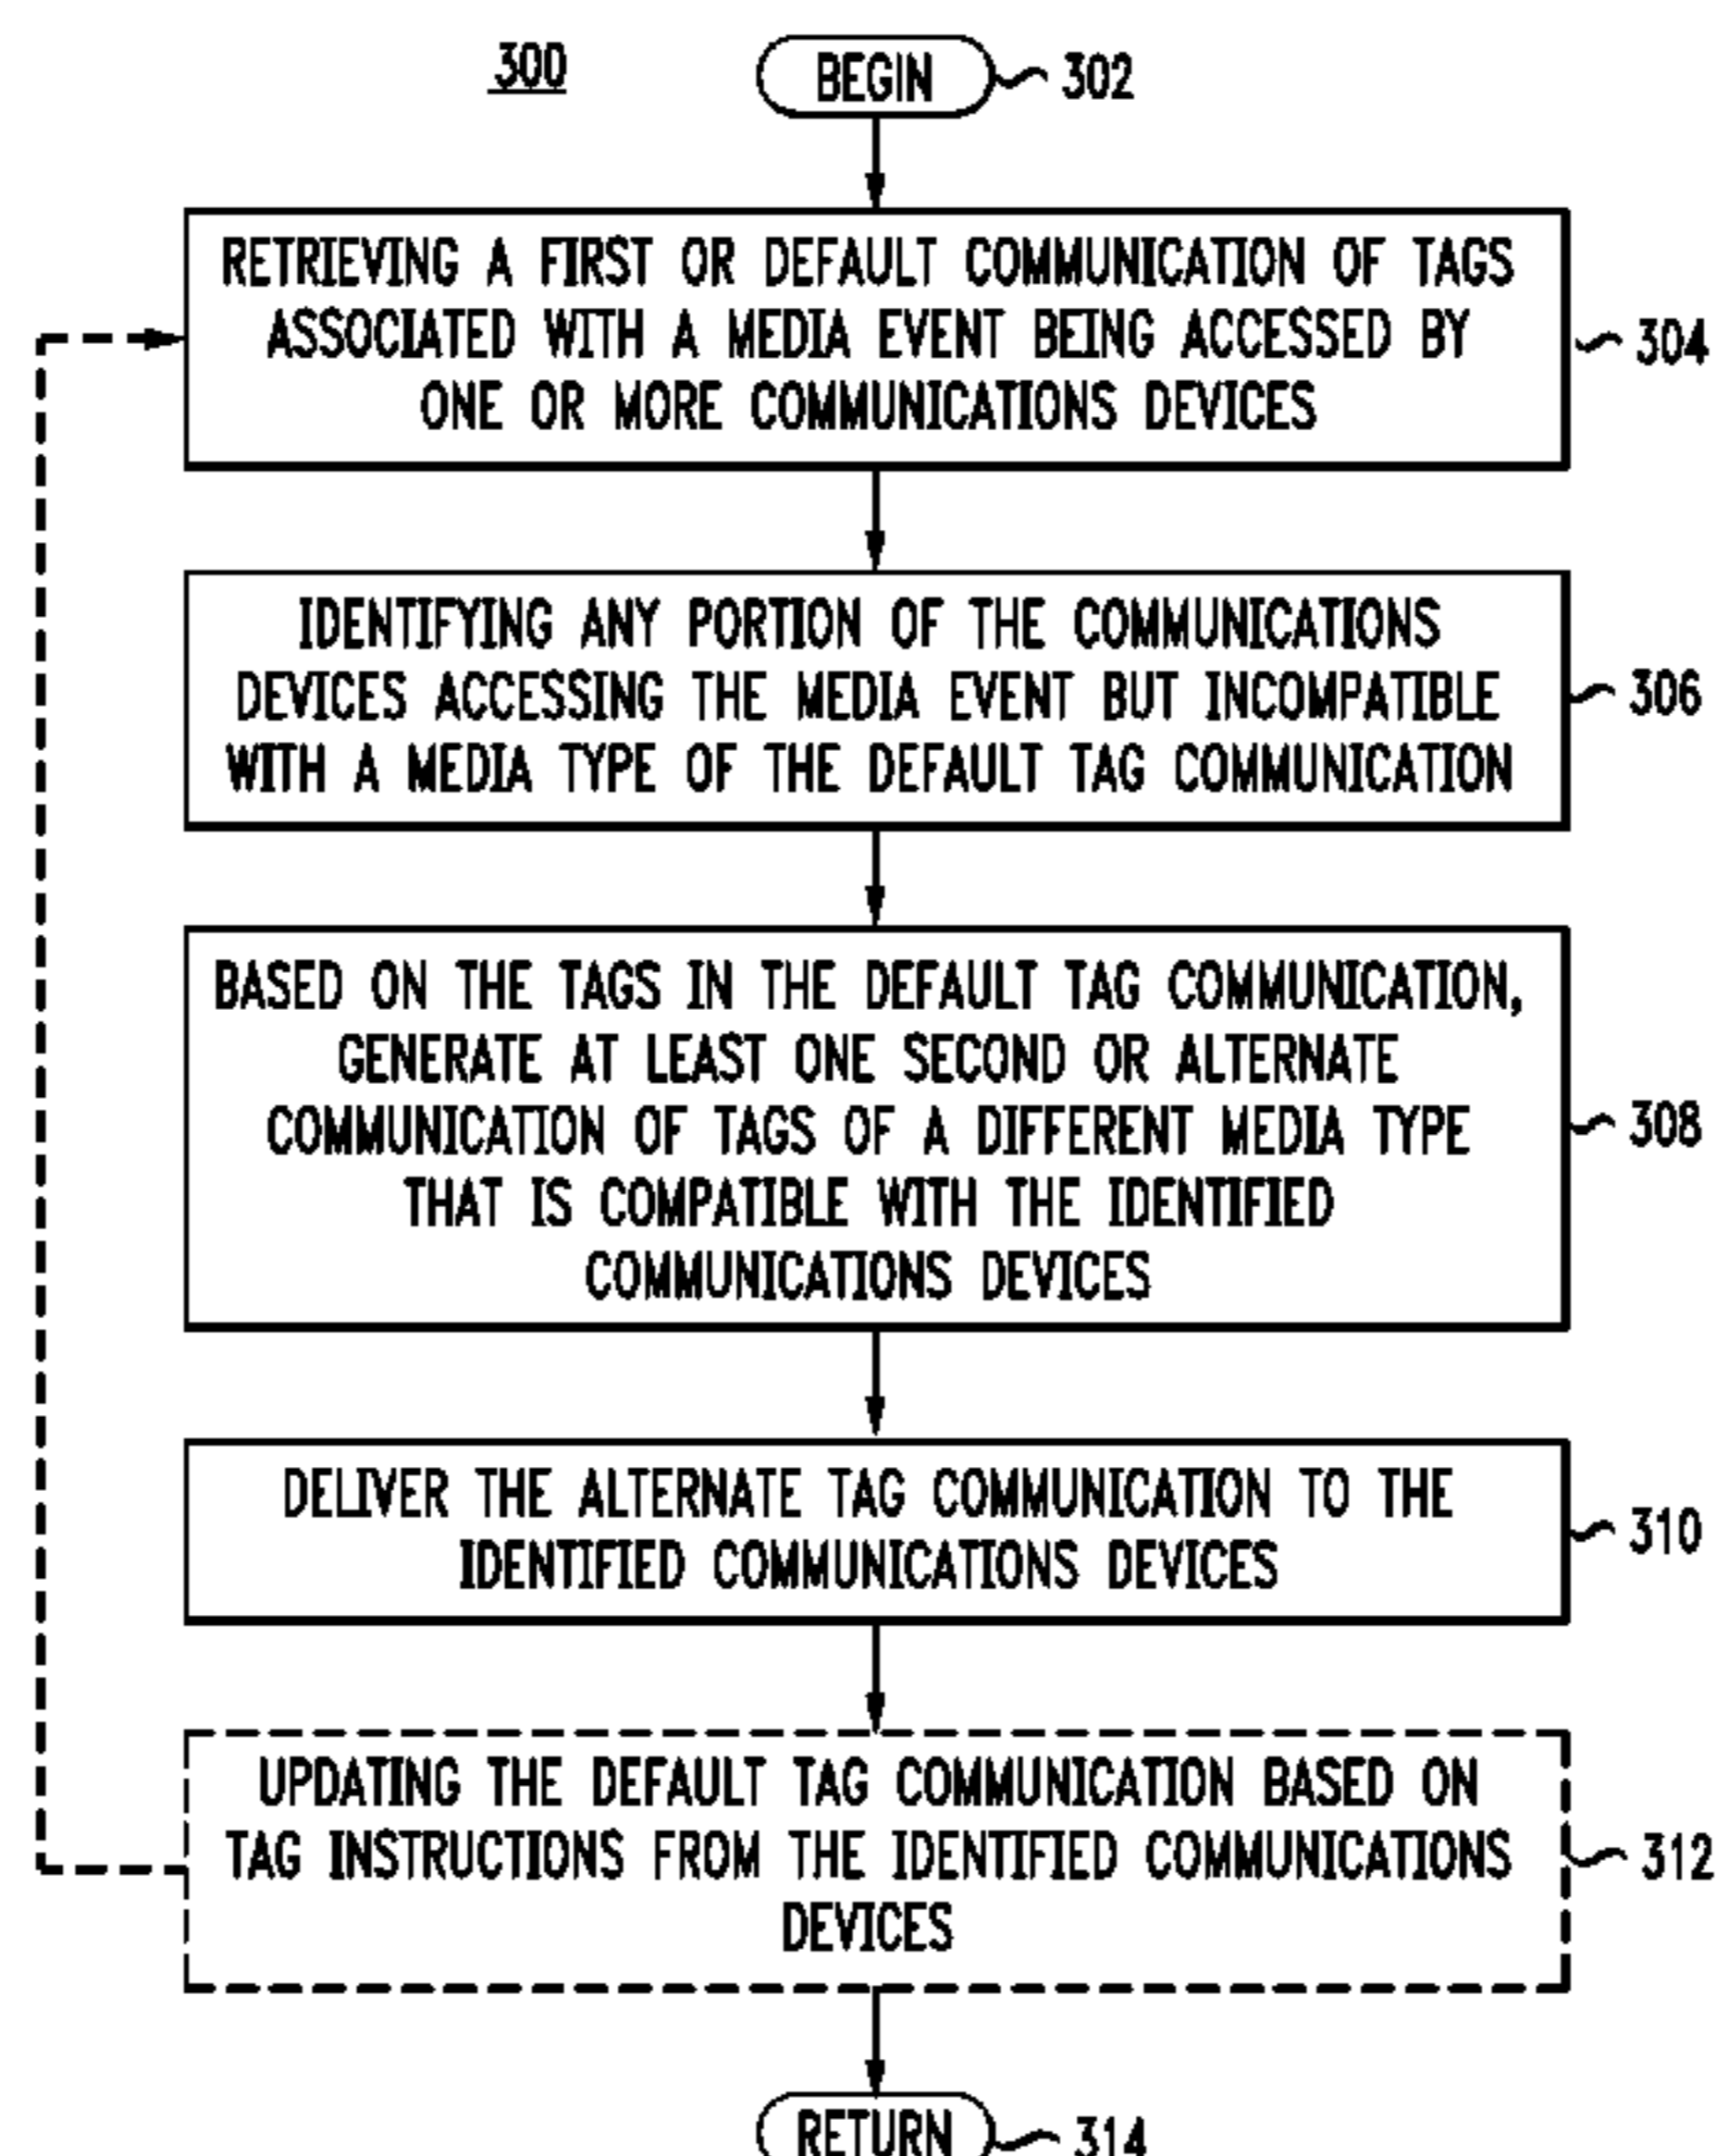 300
BEGIN
302
RETRIEVING A FIRST OR DEFAULT COMMUNICATION OF TAGS
ASSOCIATED WITH A MEDIA EVENT BEING ACCESSED BY
ONE OR MORE COMMUNICATIONS DEVICES
304
IDENTIFYING ANY PORTION OF THE COMMUNICATIONS
DEVICES ACCESSING THE MEDIA EVENT BUT INCOMPATIBLE
WITH A MEDIA TYPE OF THE DEFAULT TAG COMMUNICATION
306
BASED ON THE TAGS IN THE DEFAULT TAG COMMUNICATION,
GENERATE AT LEAST ONE SECOND OR ALTERNATE
COMMUNICATION OF TAGS OF A DIFFERENT MEDIA TYPE
THAT IS COMPATIBLE WITH THE IDENTIFIED
COMMUNICATIONS DEVICES
308
DELIVER THE ALTERNATE TAG COMMUNICATION TO THE
IDENTIFIED COMMUNICATIONS DEVICES
310
UPDATING THE DEFAULT TAG COMMUNICATION BASED ON
TAG INSTRUCTIONS FROM THE IDENTIFIED COMMUNICATIONS
DEVICES
312
RETURN
314